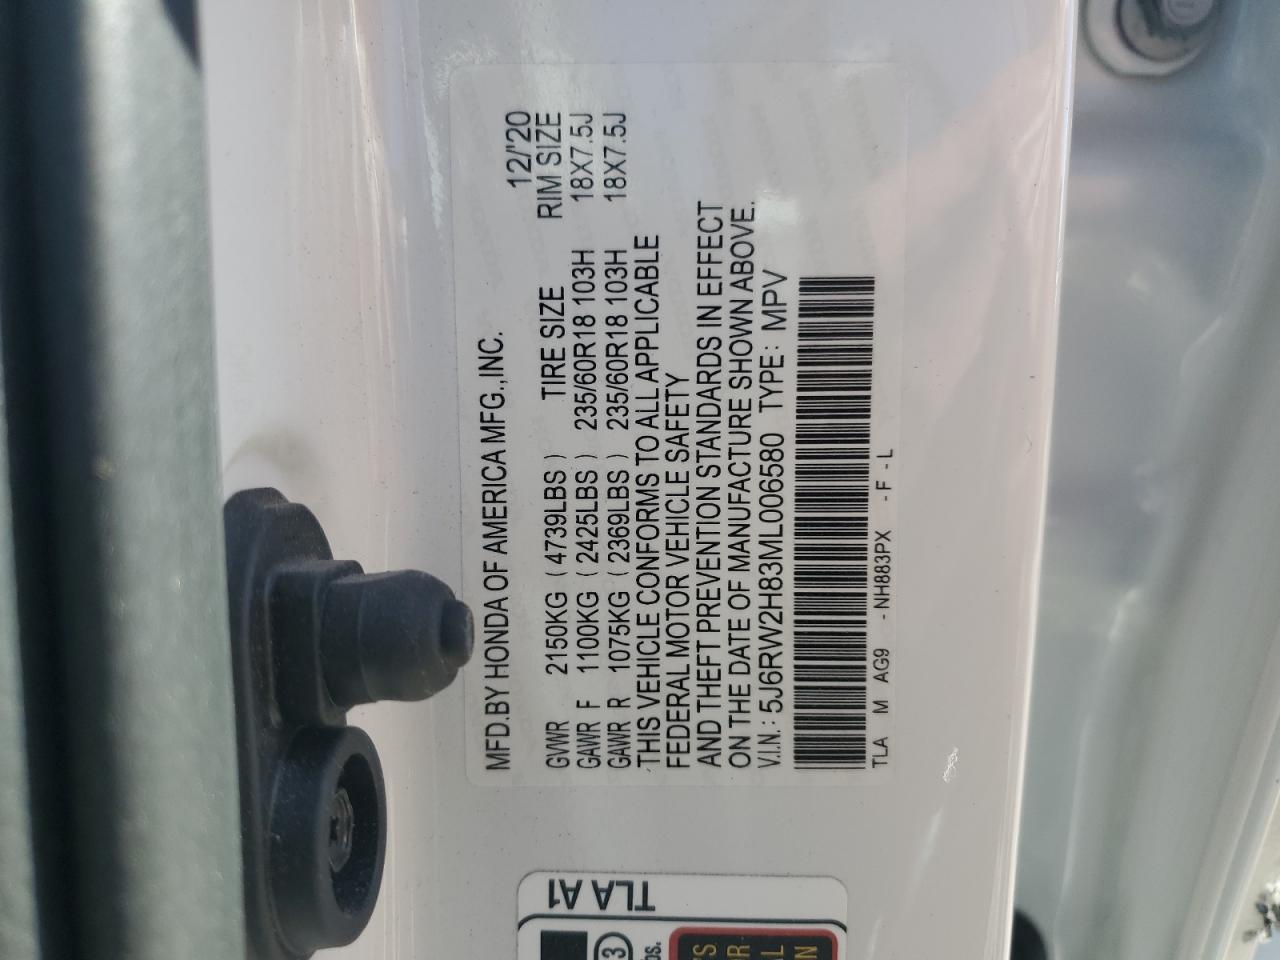 MFD.BY HONDA OF AMERICA MFG.,INC. 12/'20
TIRE SIZE RIM SIZE
GVWR 2150KG (4739LBS)
GAWR F 1100KG (2425LBS) 235/60R18 103H 18X7.5J
GAWR R 1075KG (2369LBS) 235/60R18 103H 18X7.5J
THIS VEHICLE CONFORMS TO ALL APPLICABLE
FEDERAL MOTOR VEHICLE SAFETY
AND THEFT PREVENTION STANDARDS IN EFFECT
ON THE DATE OF MANUFACTURE SHOWN ABOVE.
V.I.N.: 5J6RW2H83ML006580 TYPE: MPV
TLA M AG9 -NH883PX -F-L
TLA A1
3